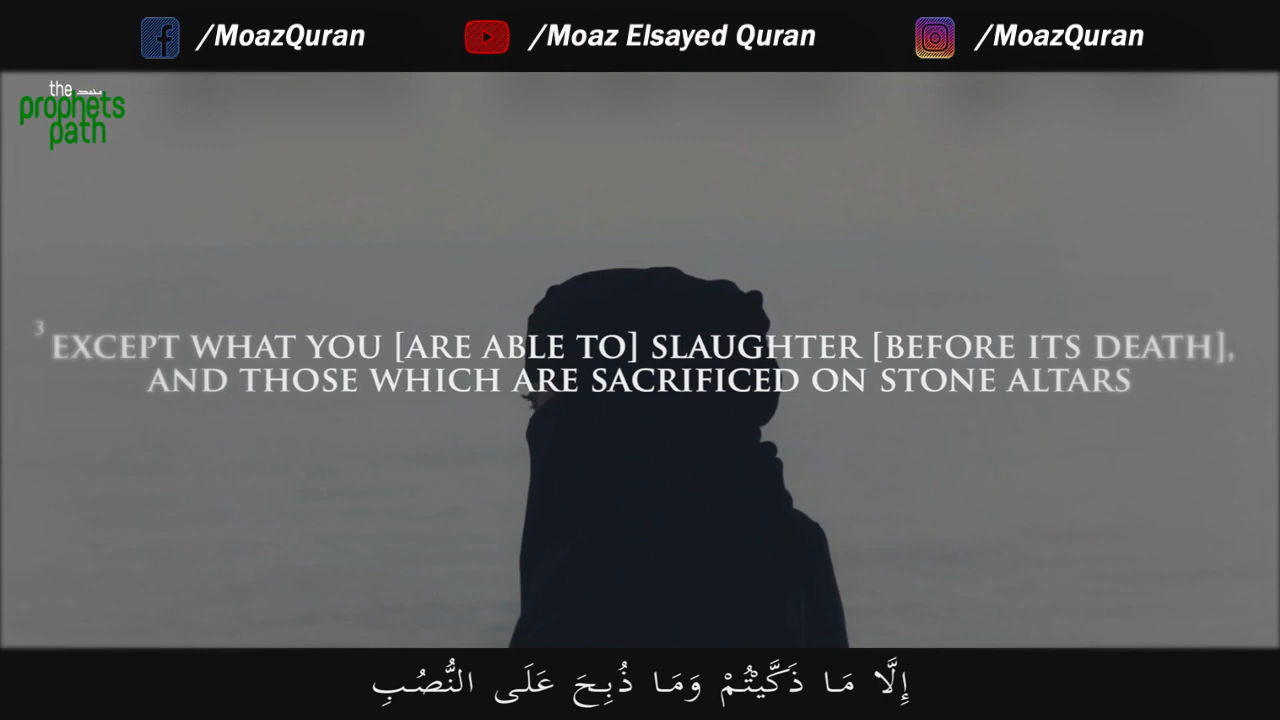 /MoazQuran
/Moaz Elsayed Quran
/MoazQuran
the
prophets
path
3 EXCEPT WHAT YOU [ARE ABLE TO] SLAUGHTER [BEFORE ITS DEATH],
AND THOSE WHICH ARE SACRIFICED ON STONE ALTARS
إِلَّا مَا ذَكَّيْتُمْ وَمَا ذُبِحَ عَلَى النُّصُبِ